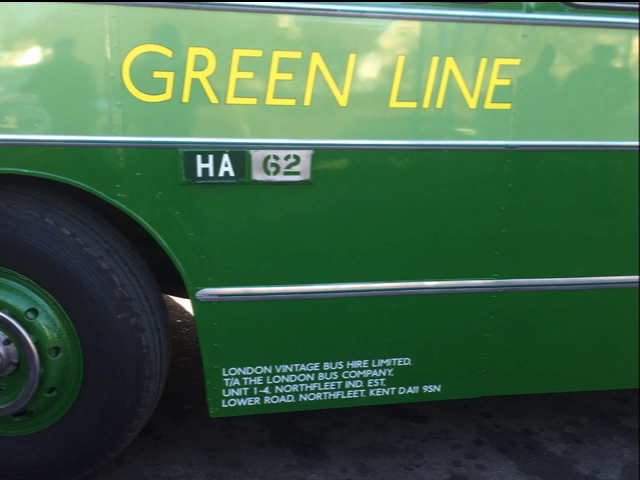 GREEN LINE
HA 62
LONDON VINTAGE BUS HIRE LIMITED.
T/A THE LONDON BUS COMPANY.
UNIT 1-4, NORTHFLEET IND. EST.
LOWER ROAD, NORTHFLEET, KENT DA11 9SN